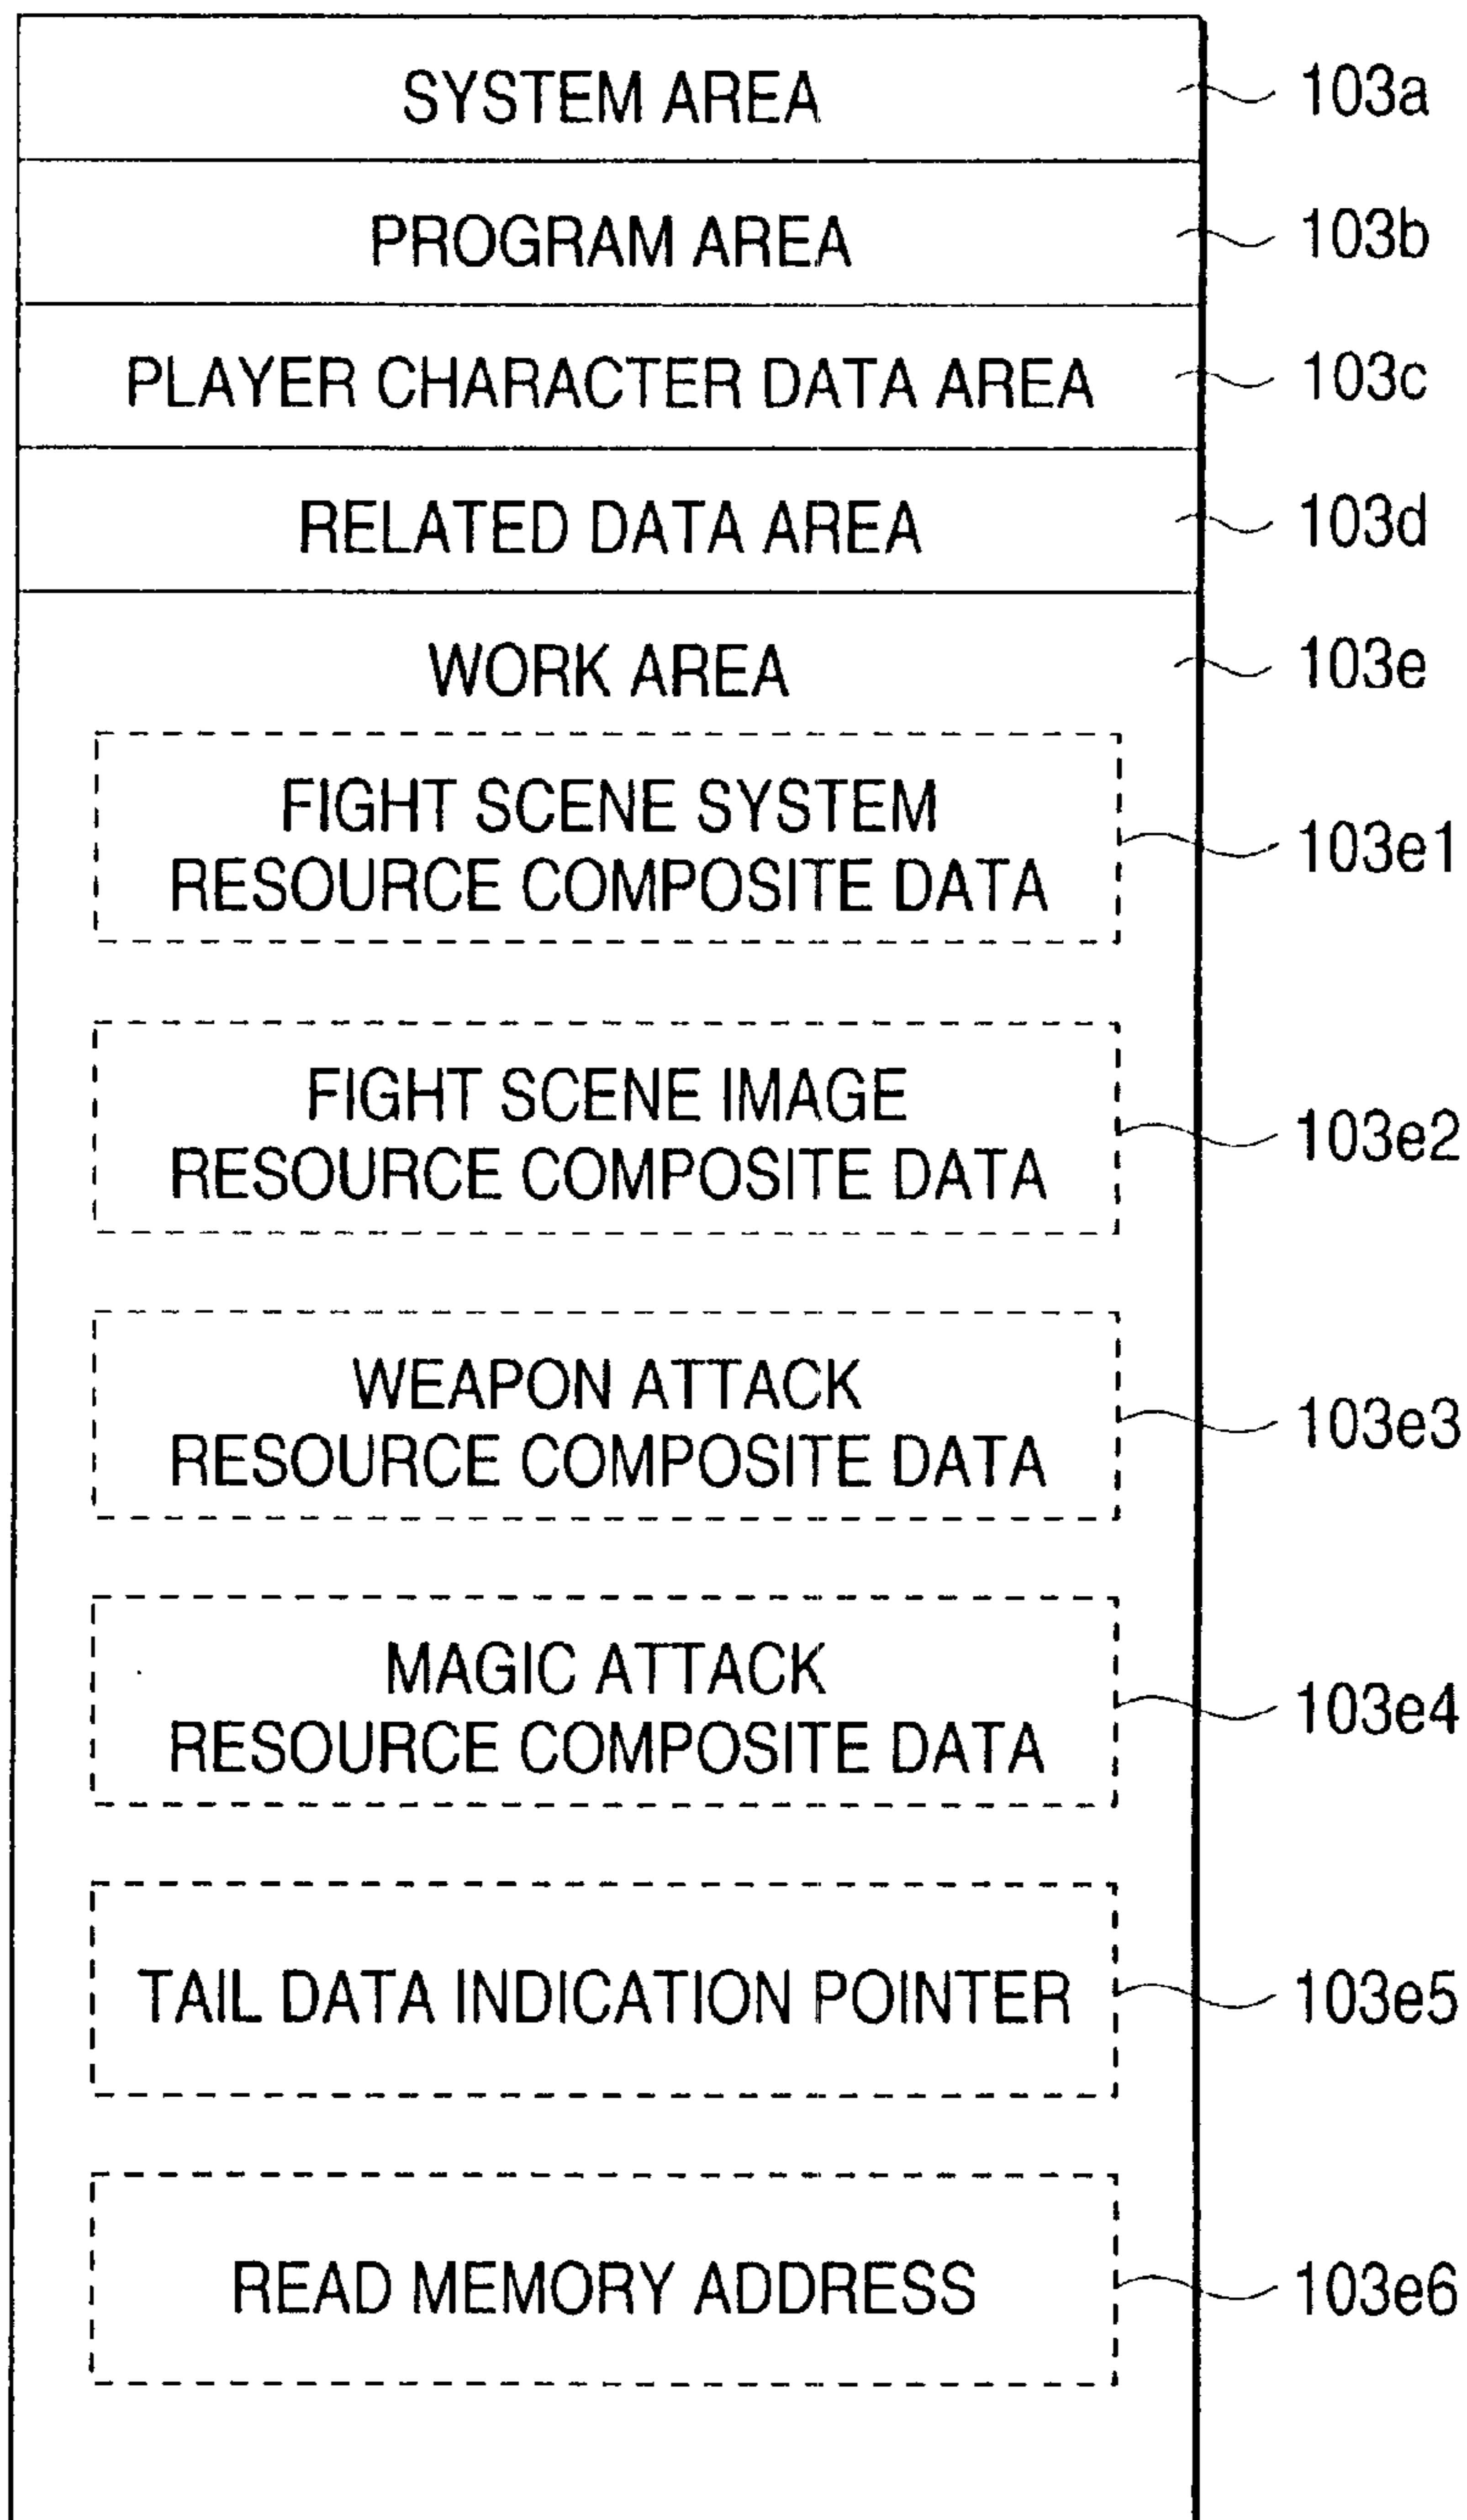 SYSTEM AREA 103a
PROGRAM AREA 103b
PLAYER CHARACTER DATA AREA 103c
RELATED DATA AREA 103d
WORK AREA 103e
FIGHT SCENE SYSTEM
RESOURCE COMPOSITE DATA 103e1
FIGHT SCENE IMAGE
RESOURCE COMPOSITE DATA 103e2
WEAPON ATTACK
RESOURCE COMPOSITE DATA 103e3
MAGIC ATTACK
RESOURCE COMPOSITE DATA 103e4
TAIL DATA INDICATION POINTER 103e5
READ MEMORY ADDRESS 103e6